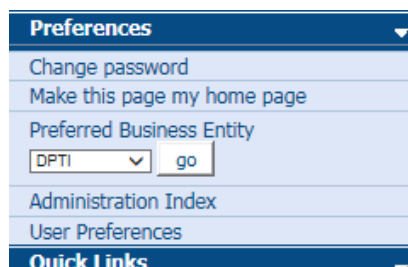 Preferences
Change password
Make this page my home page
Preferred Business Entity
DPTI go
Administration Index
User Preferences
Quick Links